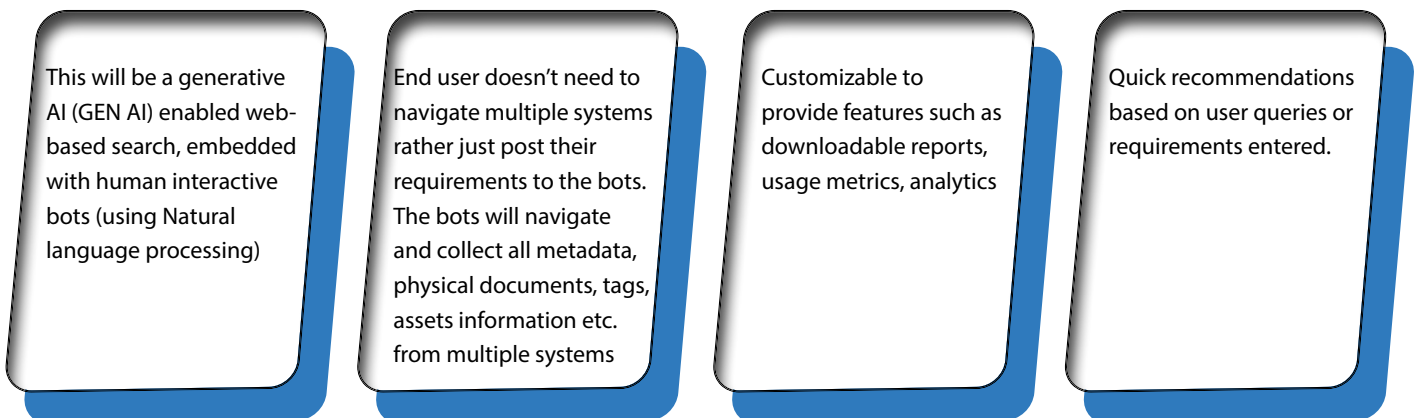 This will be a generative
AI (GEN AI) enabled web-
based search, embedded
with human interactive
bots (using Natural
language processing)
End user doesn’t need to
navigate multiple systems
rather just post their
requirements to the bots.
The bots will navigate
and collect all metadata,
physical documents, tags,
assets information etc.
from multiple systems
Customizable to
provide features such as
downloadable reports,
usage metrics, analytics
Quick recommendations
based on user queries or
requirements entered.